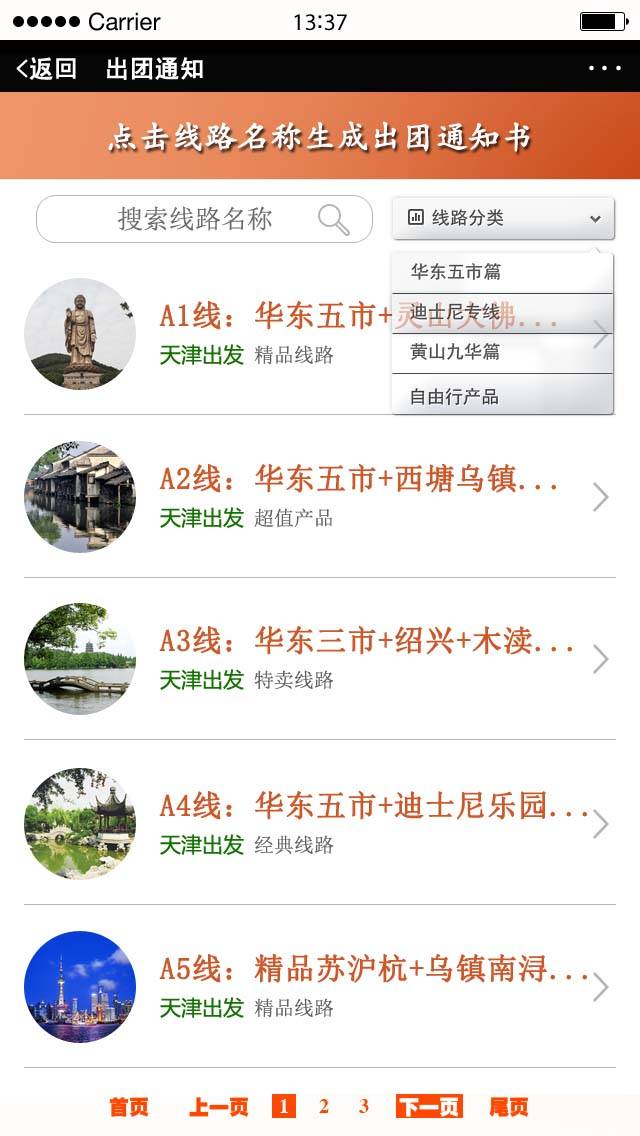 Carrier 13:37
<返回 出团通知 ...
点击线路名称生成出团通知书
搜索线路名称 线路分类
华东五市篇
迪士尼专线
黄山九华篇
自由行产品
A1线：华东五市+灵山大佛...
天津出发 精品线路
A2线：华东五市+西塘乌镇...
天津出发 超值产品
A3线：华东三市+绍兴+木渎...
天津出发 特卖线路
A4线：华东五市+迪士尼乐园...
天津出发 经典线路
A5线：精品苏沪杭+乌镇南浔...
天津出发 精品线路
首页 上一页 1 2 3 下一页 尾页